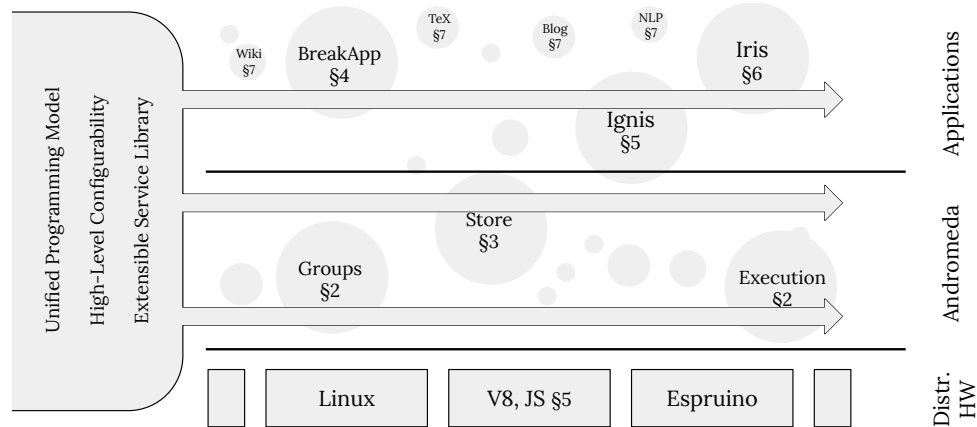 Unified Programming Model
High-Level Configurability
Extensible Service Library
Wiki
§7
BreakApp
§4
TeX
§7
Blog
§7
NLP
§7
Iris
§6
Ignis
§5
Applications
Store
§3
Groups
§2
Execution
§2
Andromeda
Linux
V8, JS §5
Espruino
Distr.
HW